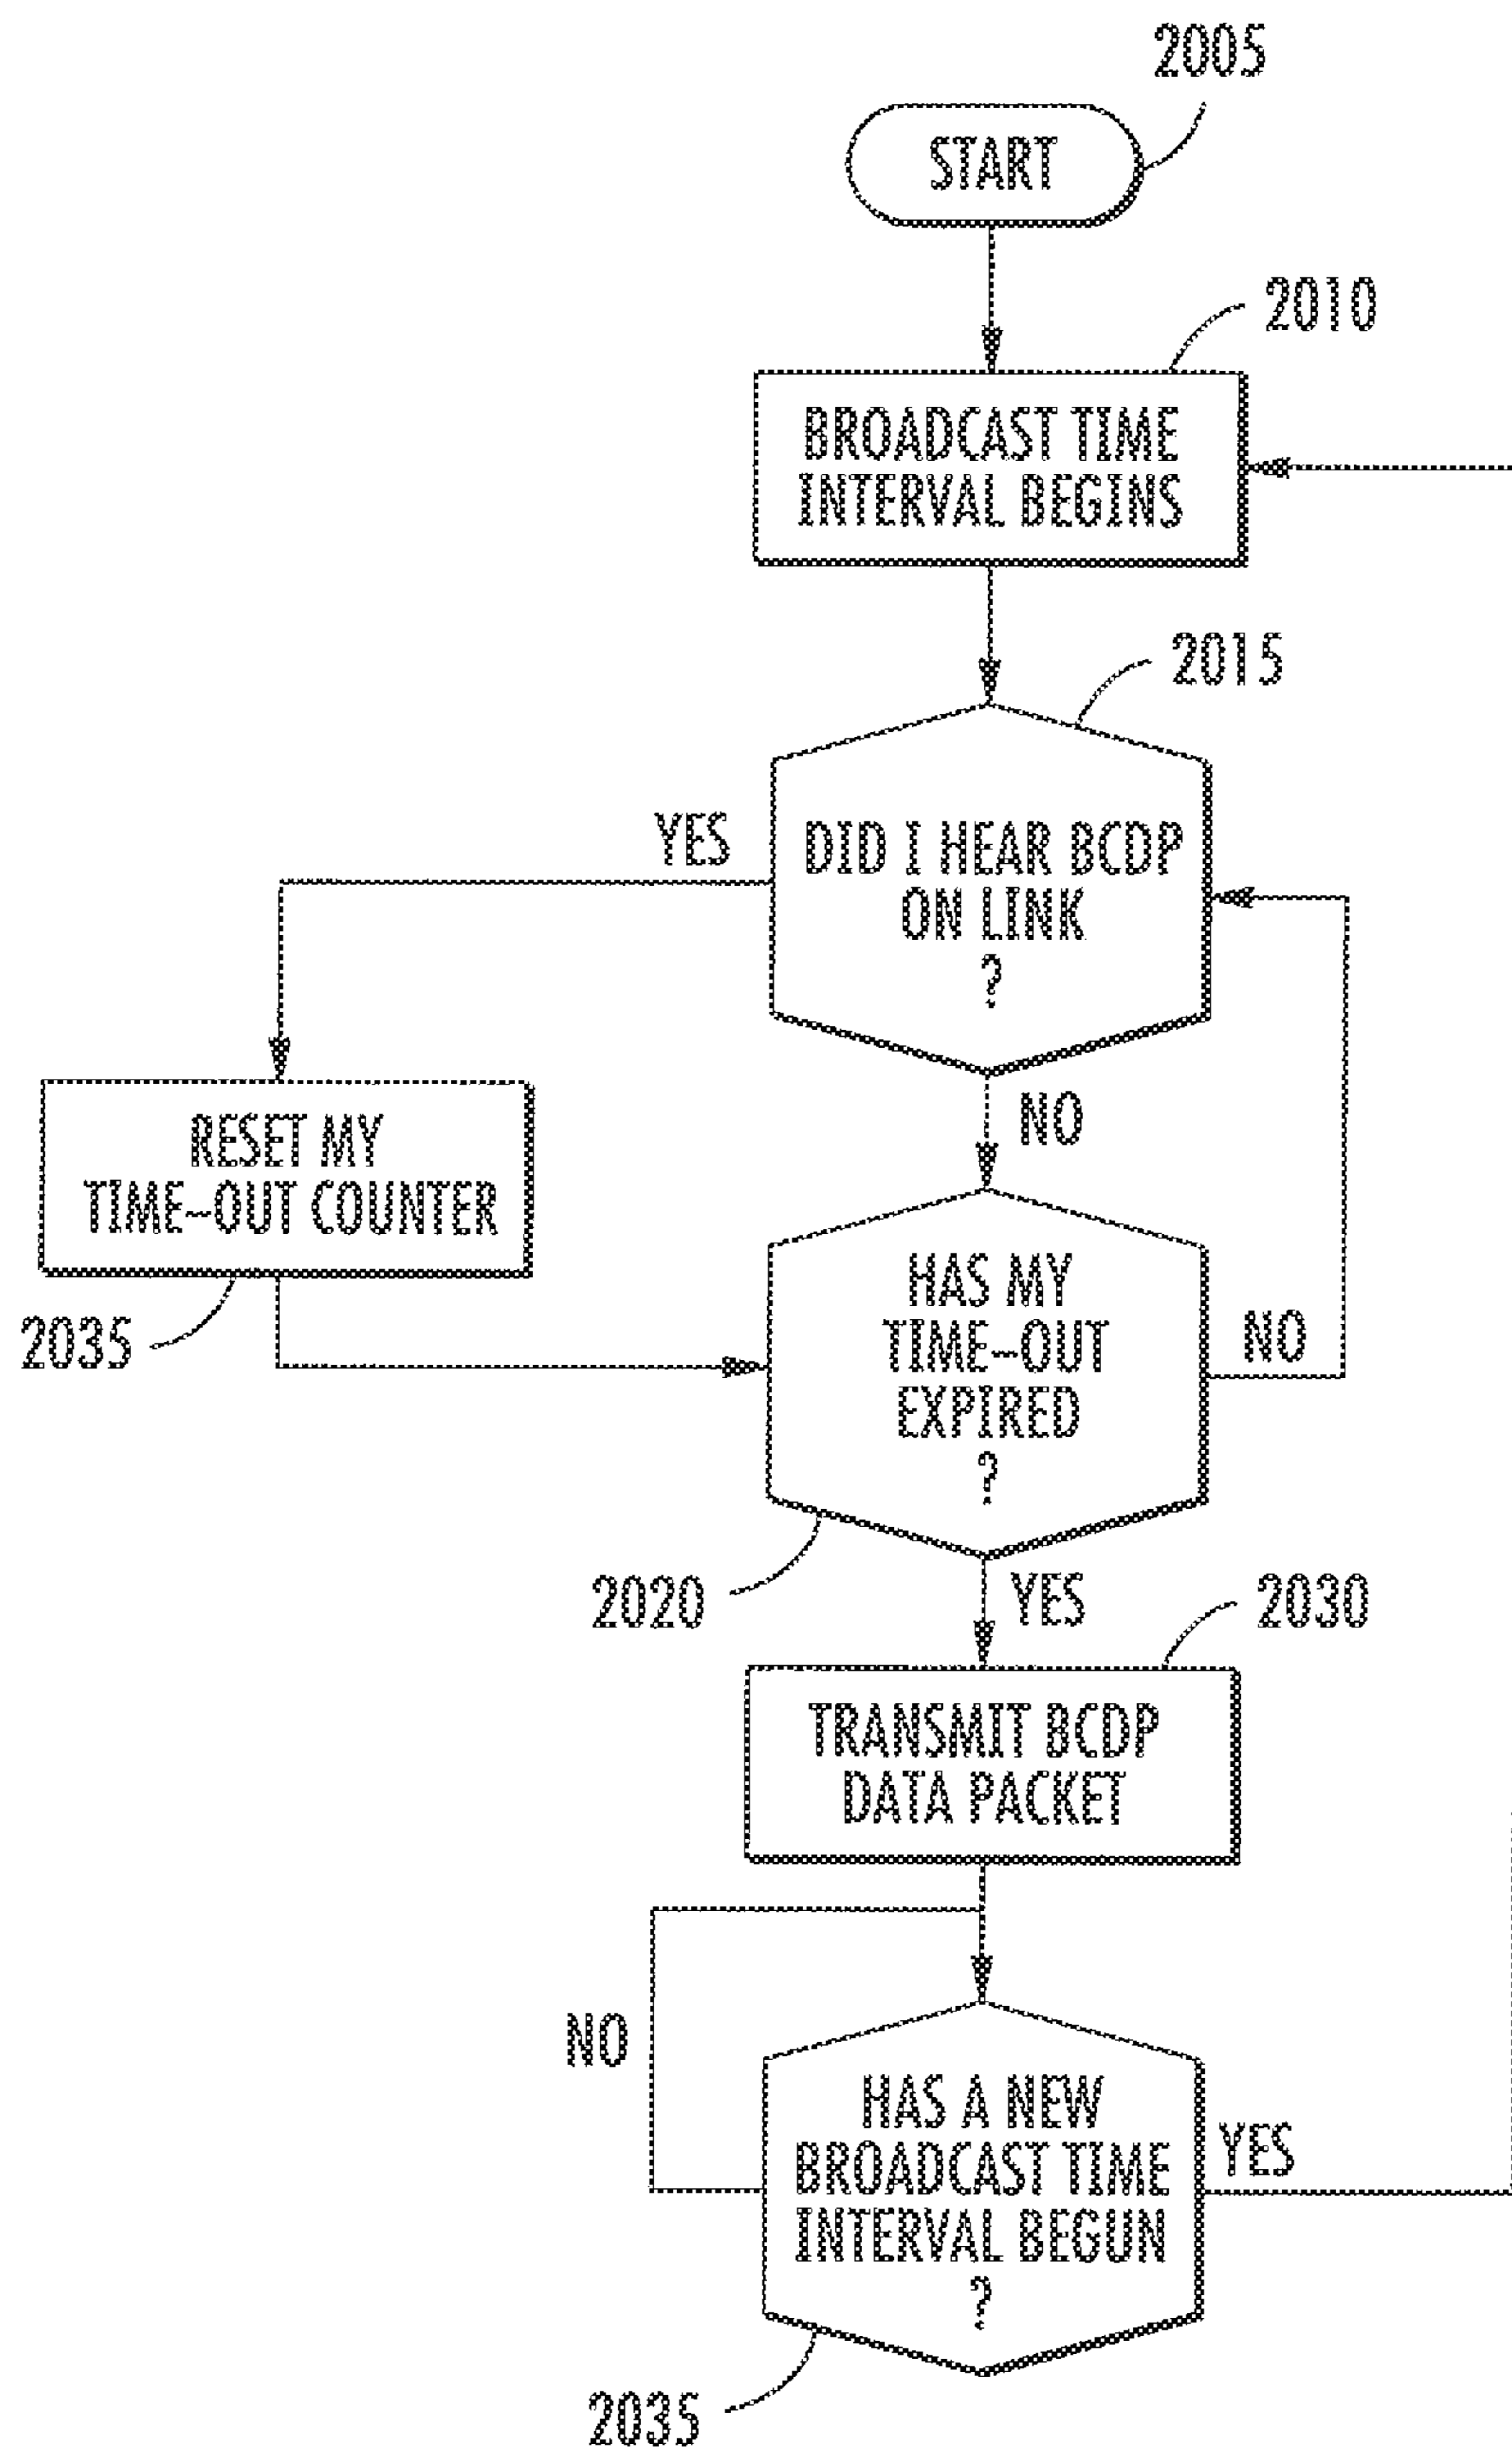 2005
START
2010
BROADCAST TIME
INTERVAL BEGINS
2015
YES
DID I HEAR BCDP
ON LINK
?
NO
RESET MY
TIME-OUT COUNTER
2035
HAS MY
TIME-OUT
EXPIRED
?
NO
2020
YES
2030
TRANSMIT BCDP
DATA PACKET
NO
HAS A NEW
BROADCAST TIME
INTERVAL BEGUN
?
YES
2035